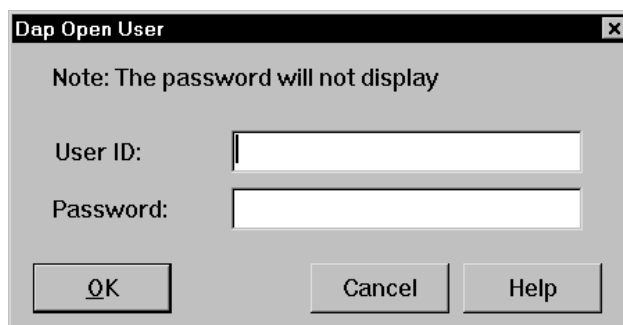 Dap Open User
Note: The password will not display
User ID:
Password:
OK Cancel Help